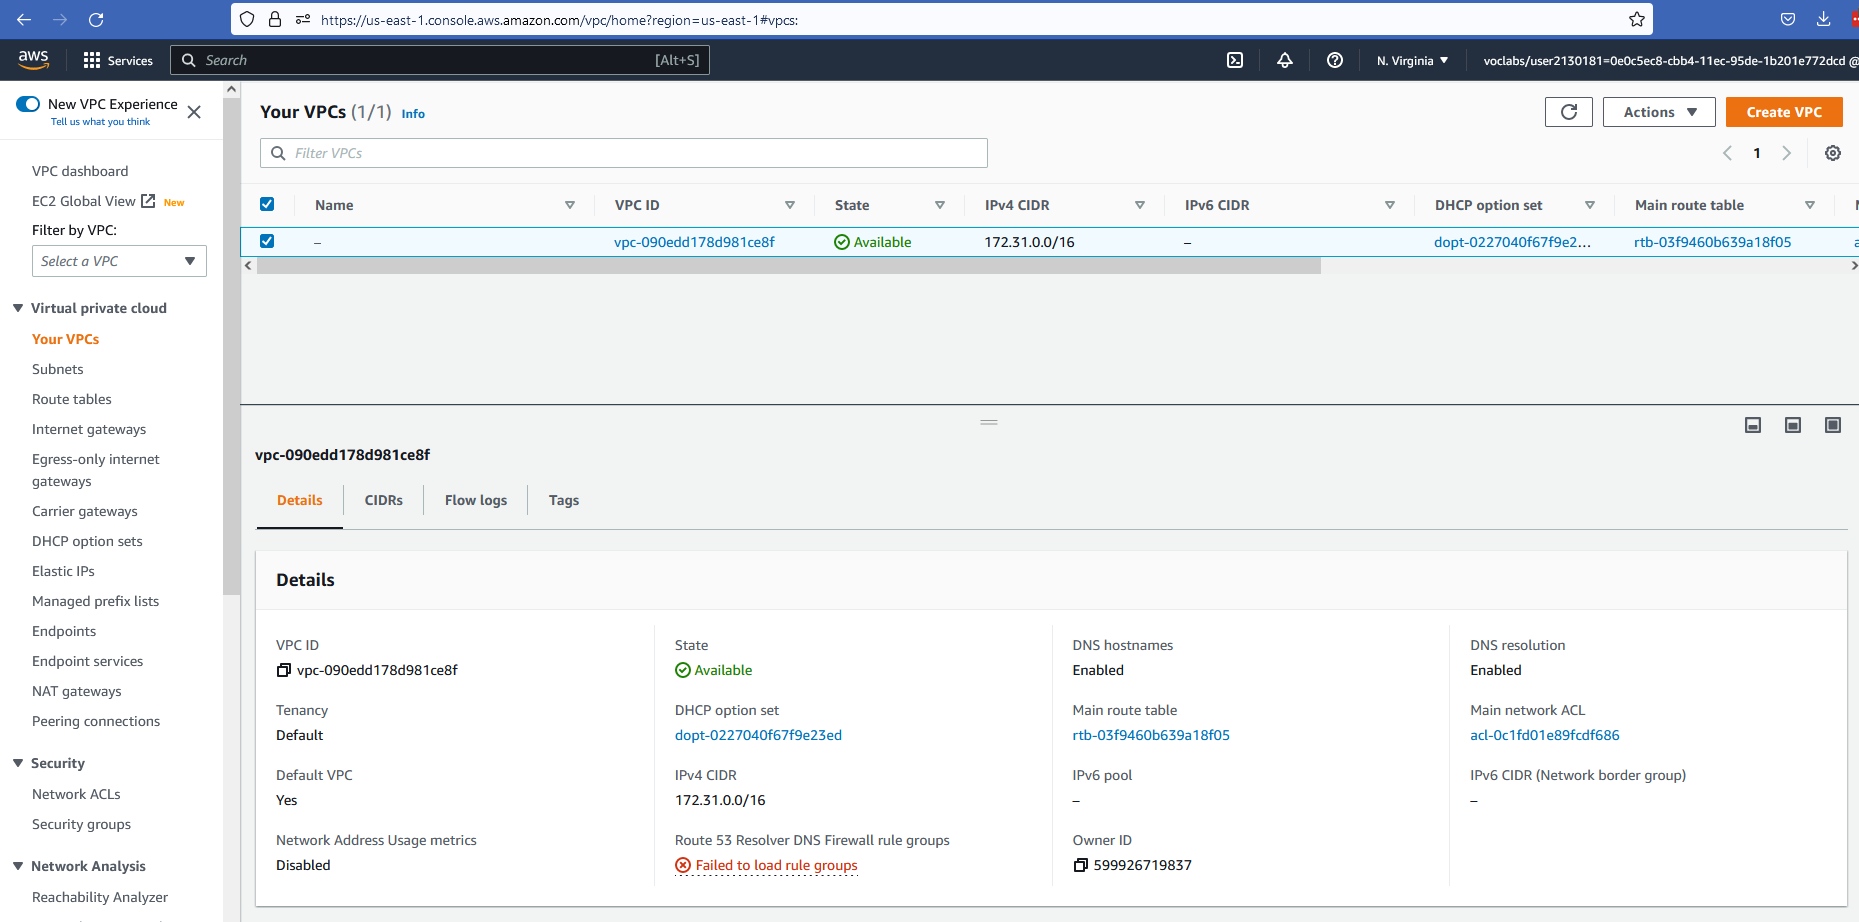 https://us-east-1.console.aws.amazon.com/vpc/home?region=us-east-1#vpcs:
aws Services Search [Alt+S] N. Virginia ▼ voclabs/user2130181=0e0c5ec8-cbb4-11ec-95de-1b201e772dcd @
New VPC Experience
Tell us what you think
VPC dashboard
EC2 Global View New
Filter by VPC:
Select a VPC
Virtual private cloud
Your VPCs
Subnets
Route tables
Internet gateways
Egress-only internet
gateways
Carrier gateways
DHCP option sets
Elastic IPs
Managed prefix lists
Endpoints
Endpoint services
NAT gateways
Peering connections
Security
Network ACLs
Security groups
Network Analysis
Reachability Analyzer
Your VPCs (1/1) Info
Actions ▼ Create VPC
Filter VPCs
1
Name VPC ID State IPv4 CIDR IPv6 CIDR DHCP option set Main route table
– vpc-090edd178d981ce8f Available 172.31.0.0/16 – dopt-0227040f67f9e2... rtb-03f9460b639a18f05
vpc-090edd178d981ce8f
Details CIDRs Flow logs Tags
Details
VPC ID State DNS hostnames DNS resolution
vpc-090edd178d981ce8f Available Enabled Enabled
Tenancy DHCP option set Main route table Main network ACL
Default dopt-0227040f67f9e23ed rtb-03f9460b639a18f05 acl-0c1fd01e89fcdf686
Default VPC IPv4 CIDR IPv6 pool IPv6 CIDR (Network border group)
Yes 172.31.0.0/16 – –
Network Address Usage metrics Route 53 Resolver DNS Firewall rule groups Owner ID
Disabled Failed to load rule groups 599926719837